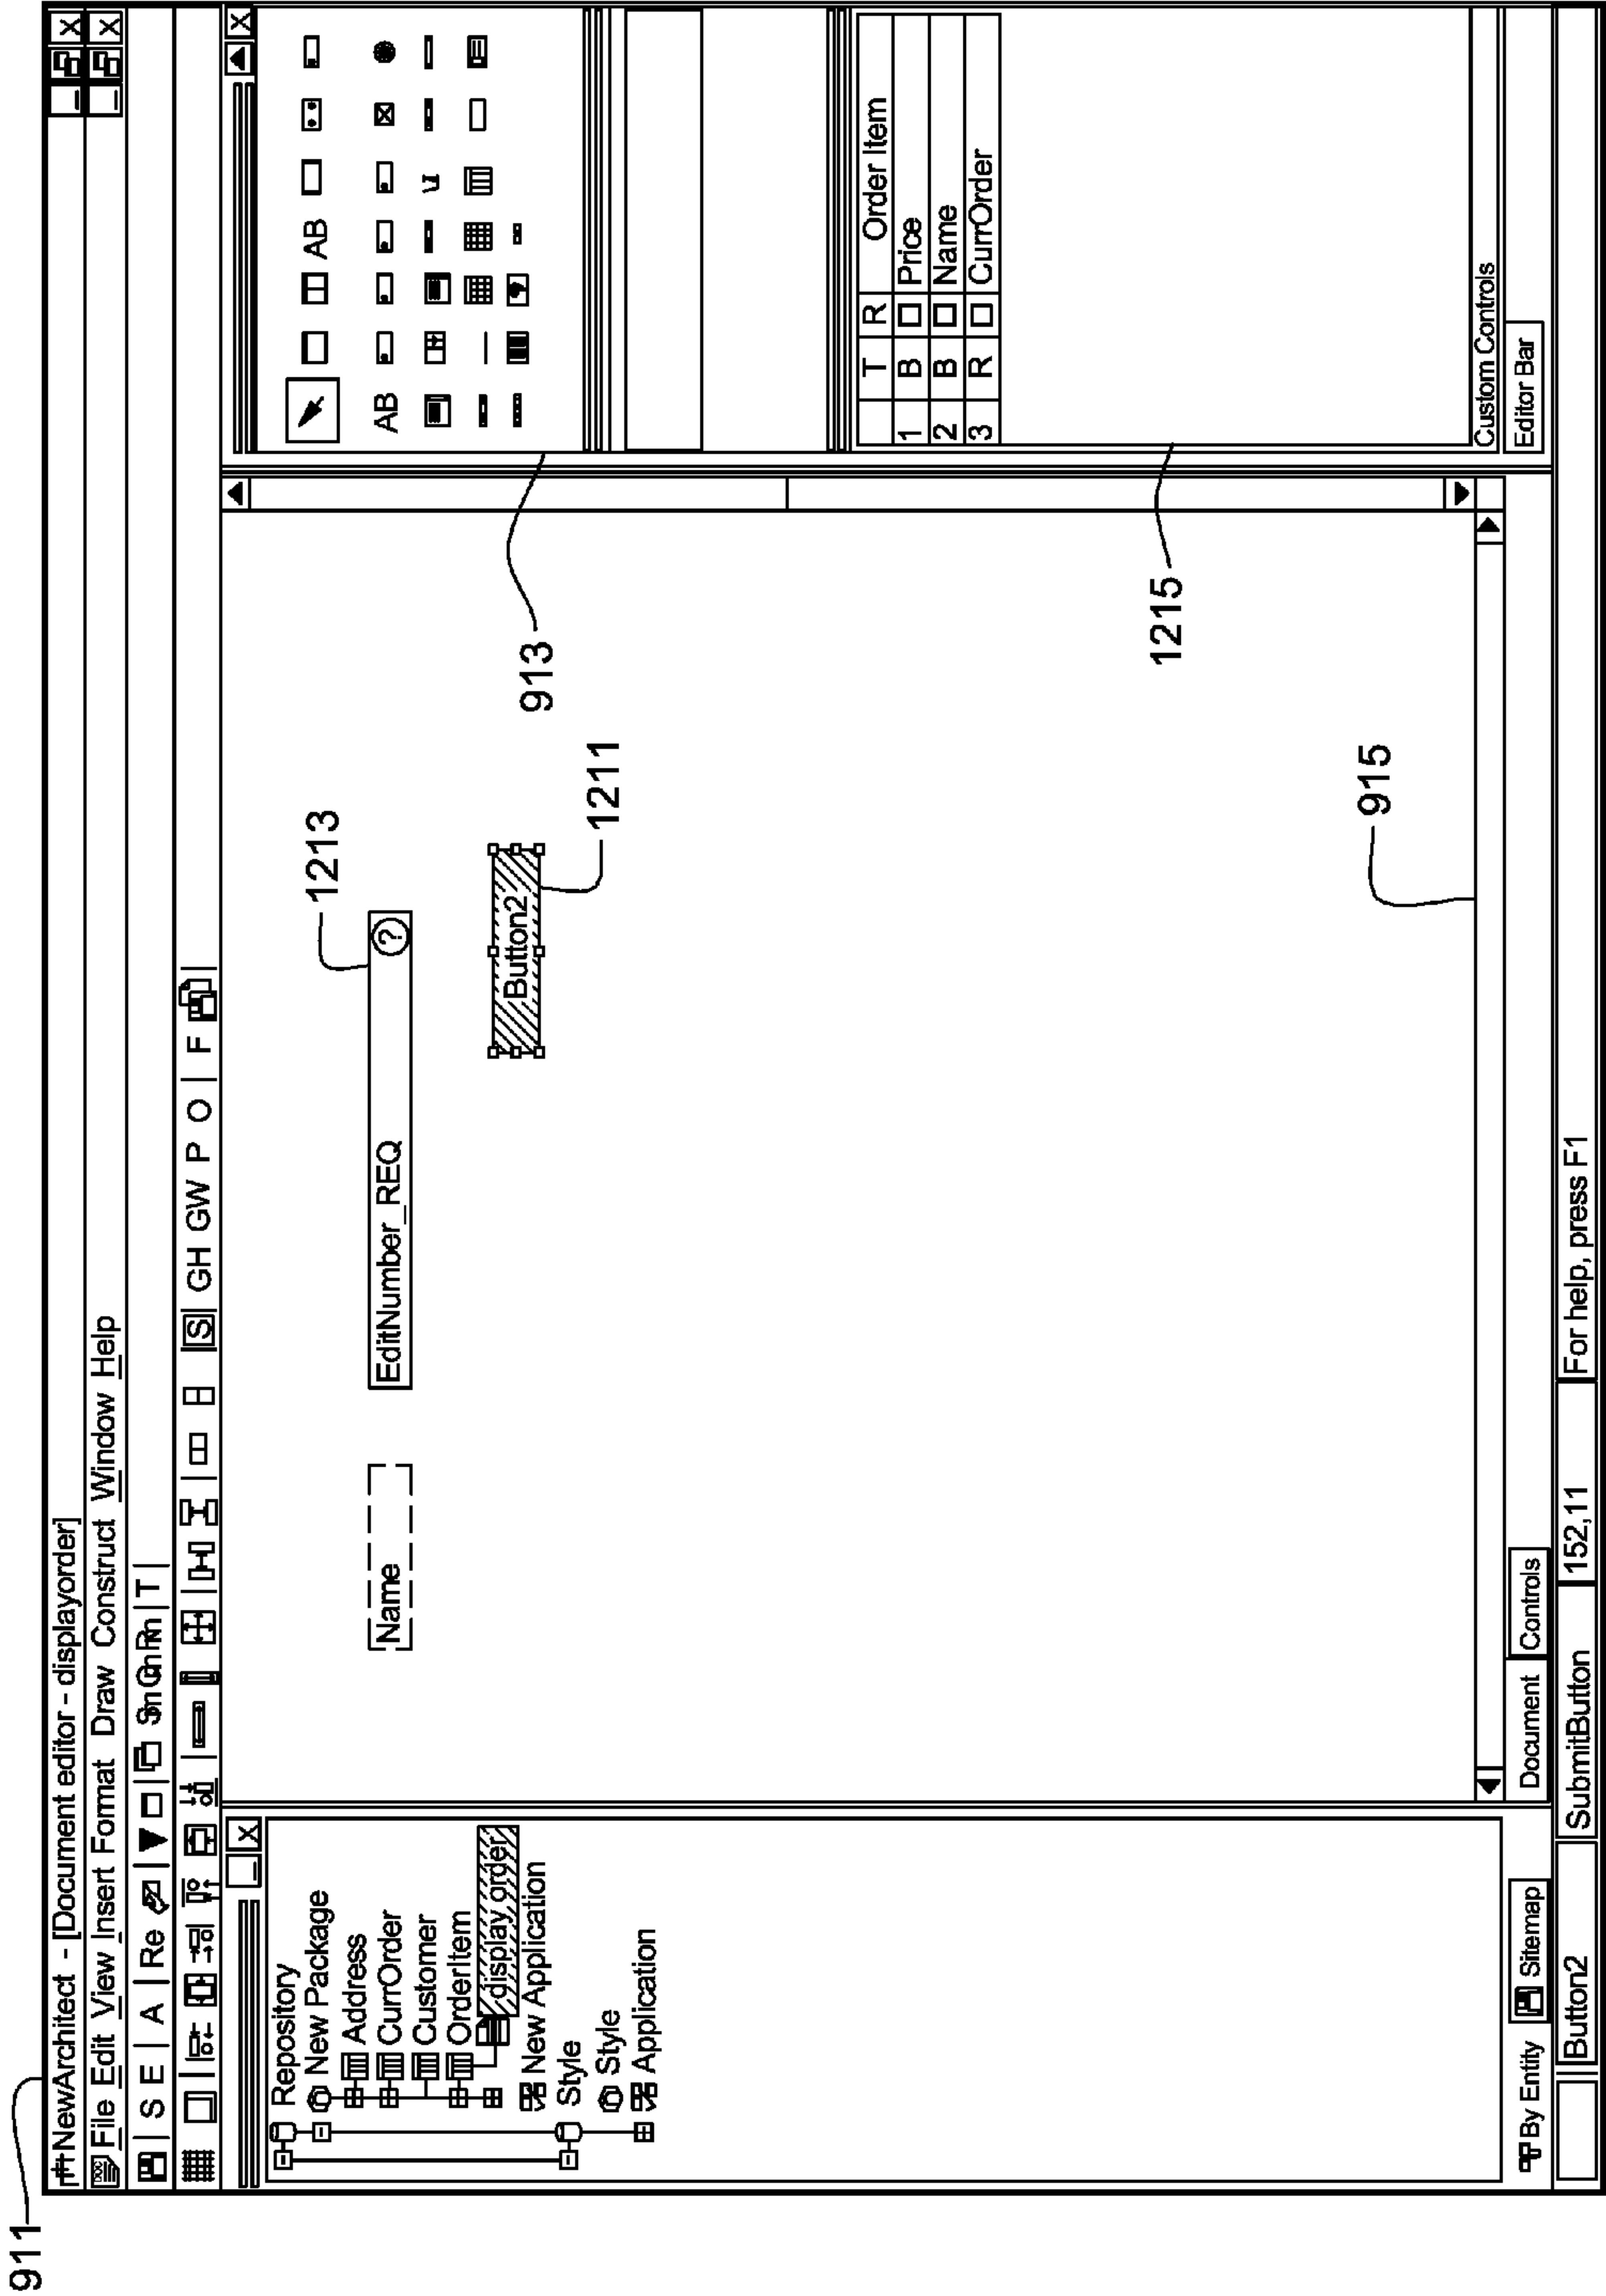 911
NewArchitect - [Document editor - displayorder]
File Edit View Insert Format Draw Construct Window Help
S E | A | Re
T
S GH GW P O | F
Repository
New Package
Address
CurrOrder
Customer
OrderItem
display order
New Application
Style
Style
Application
By Entity Sitemap
Name
EditNumber_REQ ?
1213
Button2
1211
913
1215
915
AB
AB
T R Order Item
1 B Price
2 B Name
3 R CurrOrder
Custom Controls
Editor Bar
Document Controls
Button2 SubmitButton 152,11 For help, press F1